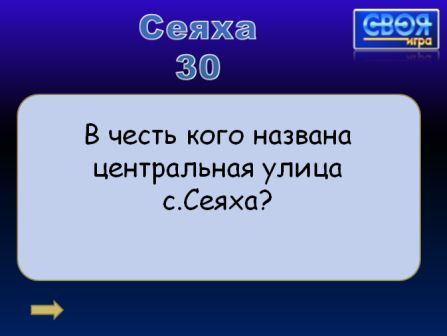 Сеяха
30
СВОЯ
игра
В честь кого названа
центральная улица
с.Сеяха?